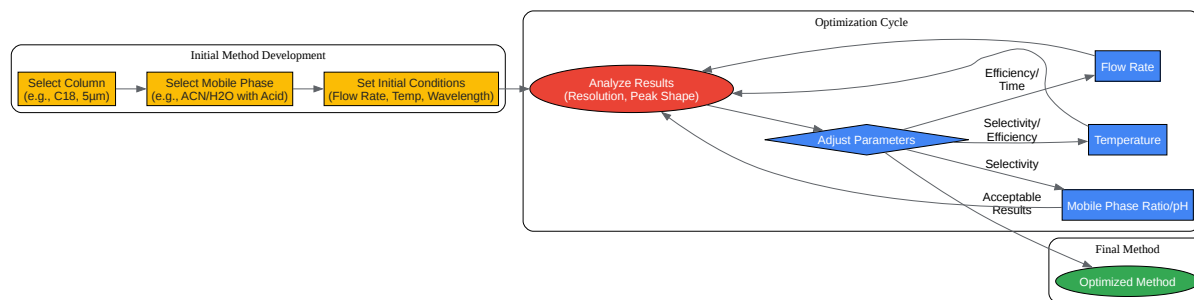 Initial Method Development
Select Column
(e.g., C18, 5µm)
Select Mobile Phase
(e.g., ACN/H2O with Acid)
Set Initial Conditions
(Flow Rate, Temp, Wavelength)
Optimization Cycle
Analyze Results
(Resolution, Peak Shape)
Adjust Parameters
Efficiency/
Time
Flow Rate
Selectivity/
Efficiency
Temperature
Selectivity
Mobile Phase Ratio/pH
Acceptable
Results
Final Method
Optimized Method